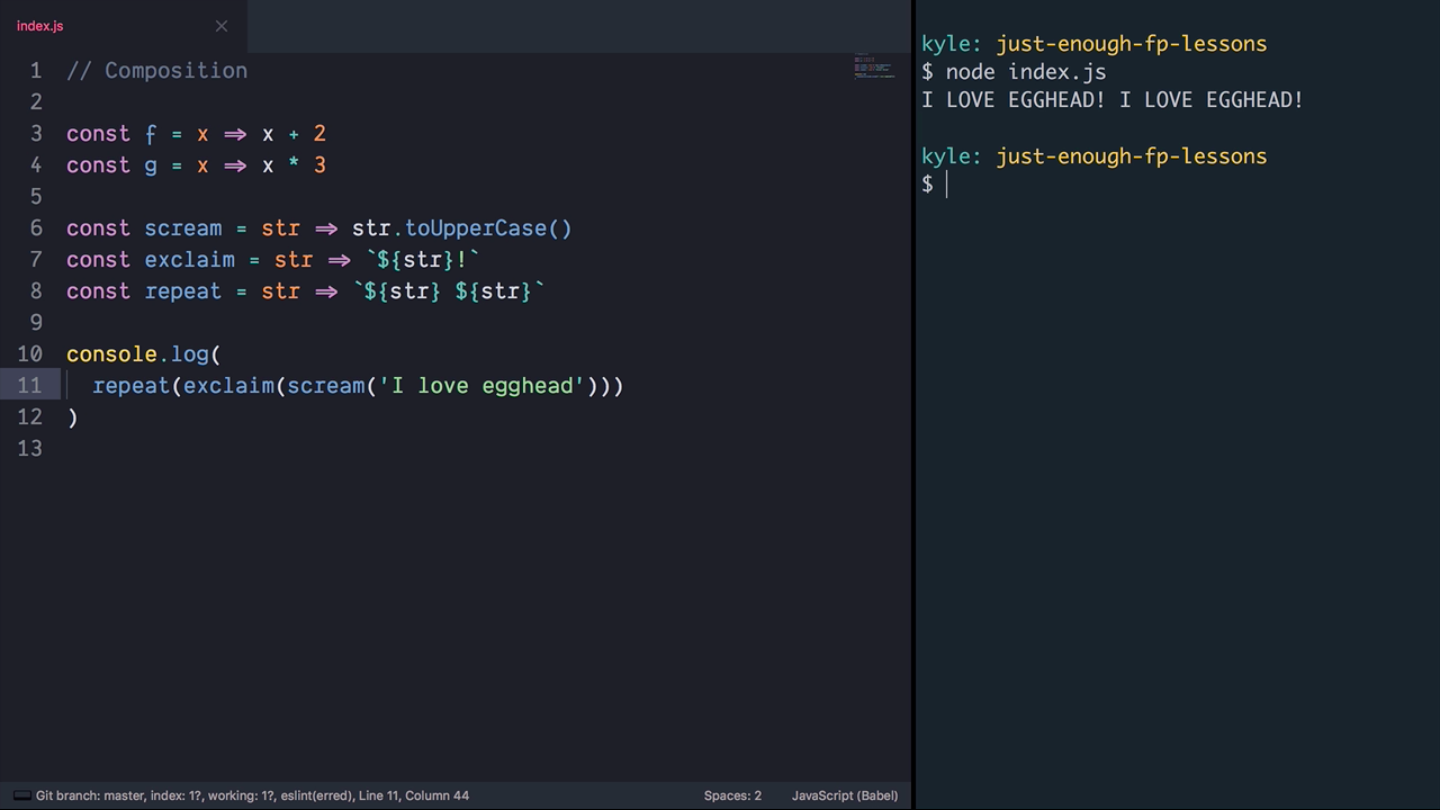 index.js
1 // Composition
2
3 const f = x => x + 2
4 const g = x => x * 3
5
6 const scream = str => str.toUpperCase()
7 const exclaim = str => `${str}!`
8 const repeat = str => `${str} ${str}`
9
10 console.log(
11 repeat(exclaim(scream('I love egghead')))
12 )
13
Git branch: master, index: 1?, working: 1?, eslint(erred), Line 11, Column 44
Spaces: 2
JavaScript (Babel)
kyle: just-enough-fp-lessons
$ node index.js
I LOVE EGGHEAD! I LOVE EGGHEAD!
kyle: just-enough-fp-lessons
$